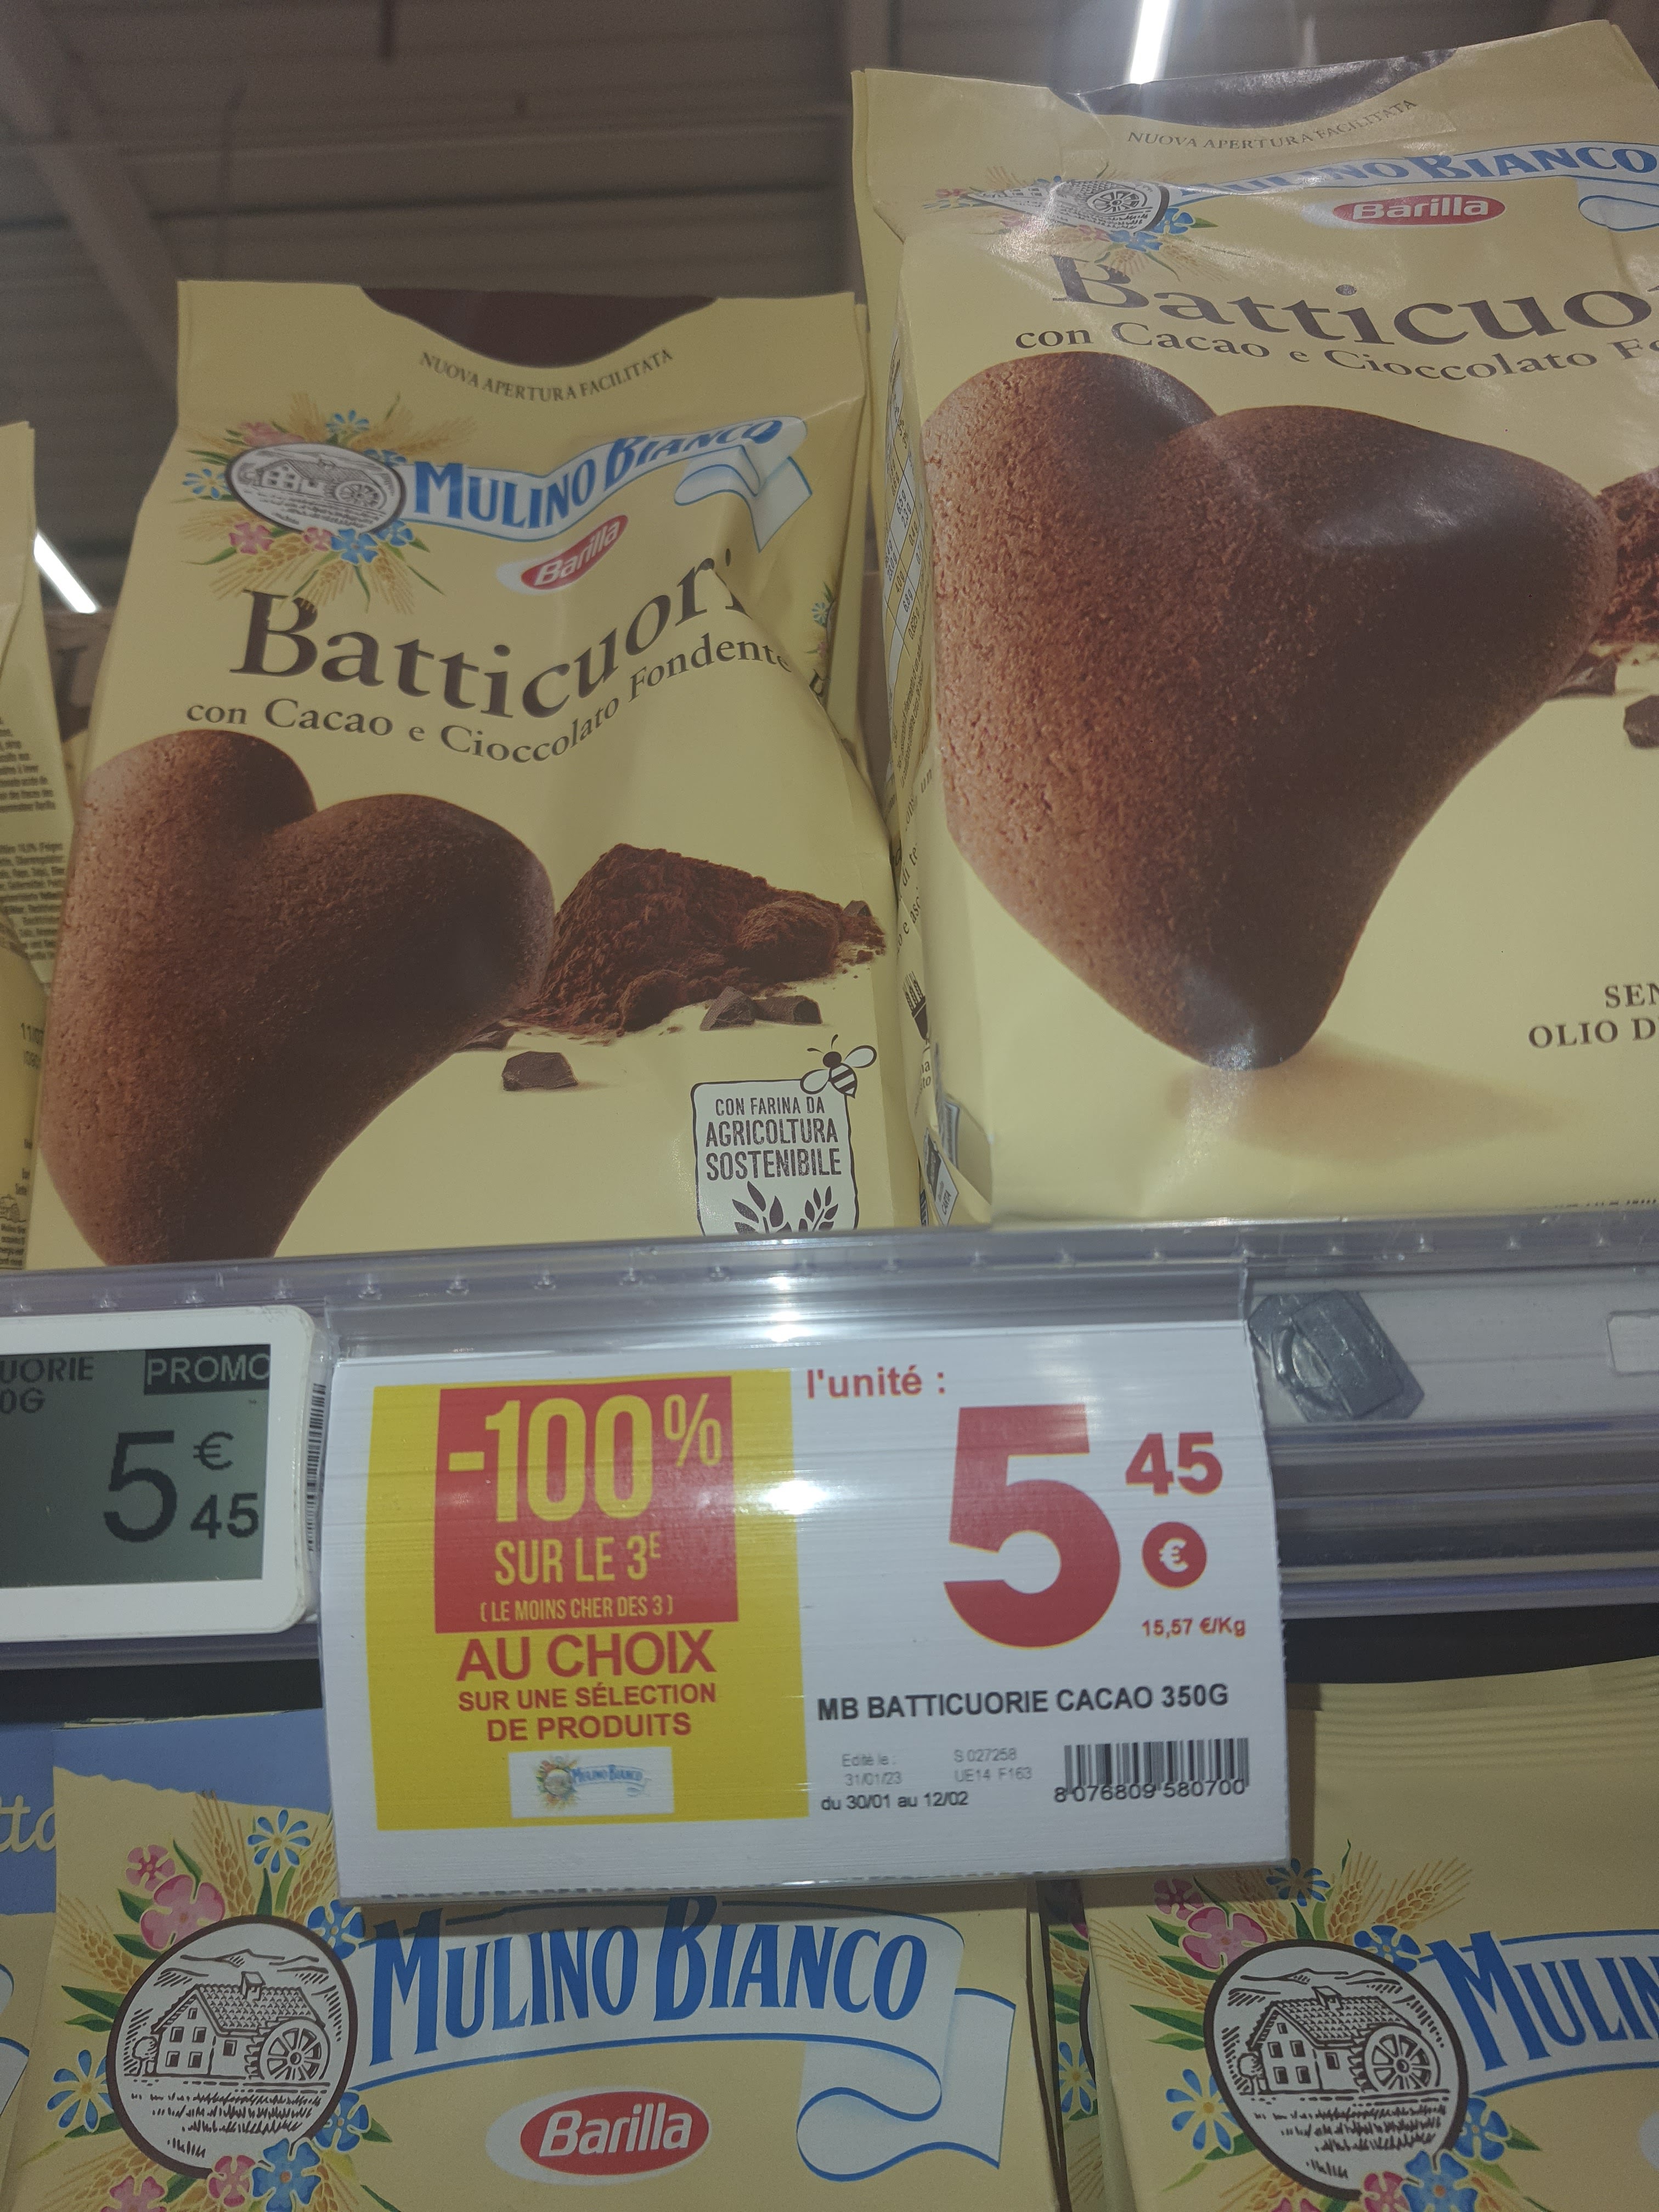 NUOVA APERTURA FACILITATA
MULINO BIANCO
Barilla
Batticuo
con Cacao e Cioccolato Fo
SEN
OLIO D
NUOVA APERTURA FACILITATA
MULINO BIANCO
Barilla
Batticuori
con Cacao e Cioccolato Fondente
CON FARINA DA
AGRICOLTURA
SOSTENIBILE
UORIE
PROMO
0G
5 €
45
-100%
SUR LE 3E
(LE MOINS CHER DES 3)
AU CHOIX
SUR UNE SÉLECTION
DE PRODUITS
MULINO BIANCO
l'unité :
5 45
€
15,57 €/Kg
MB BATTICUORIE CACAO 350G
Edité le :
31/01/23
S 027258
UE14 F163
du 30/01 au 12/02
8 076809 580700
MULINO BIANCO
Barilla
MULIN